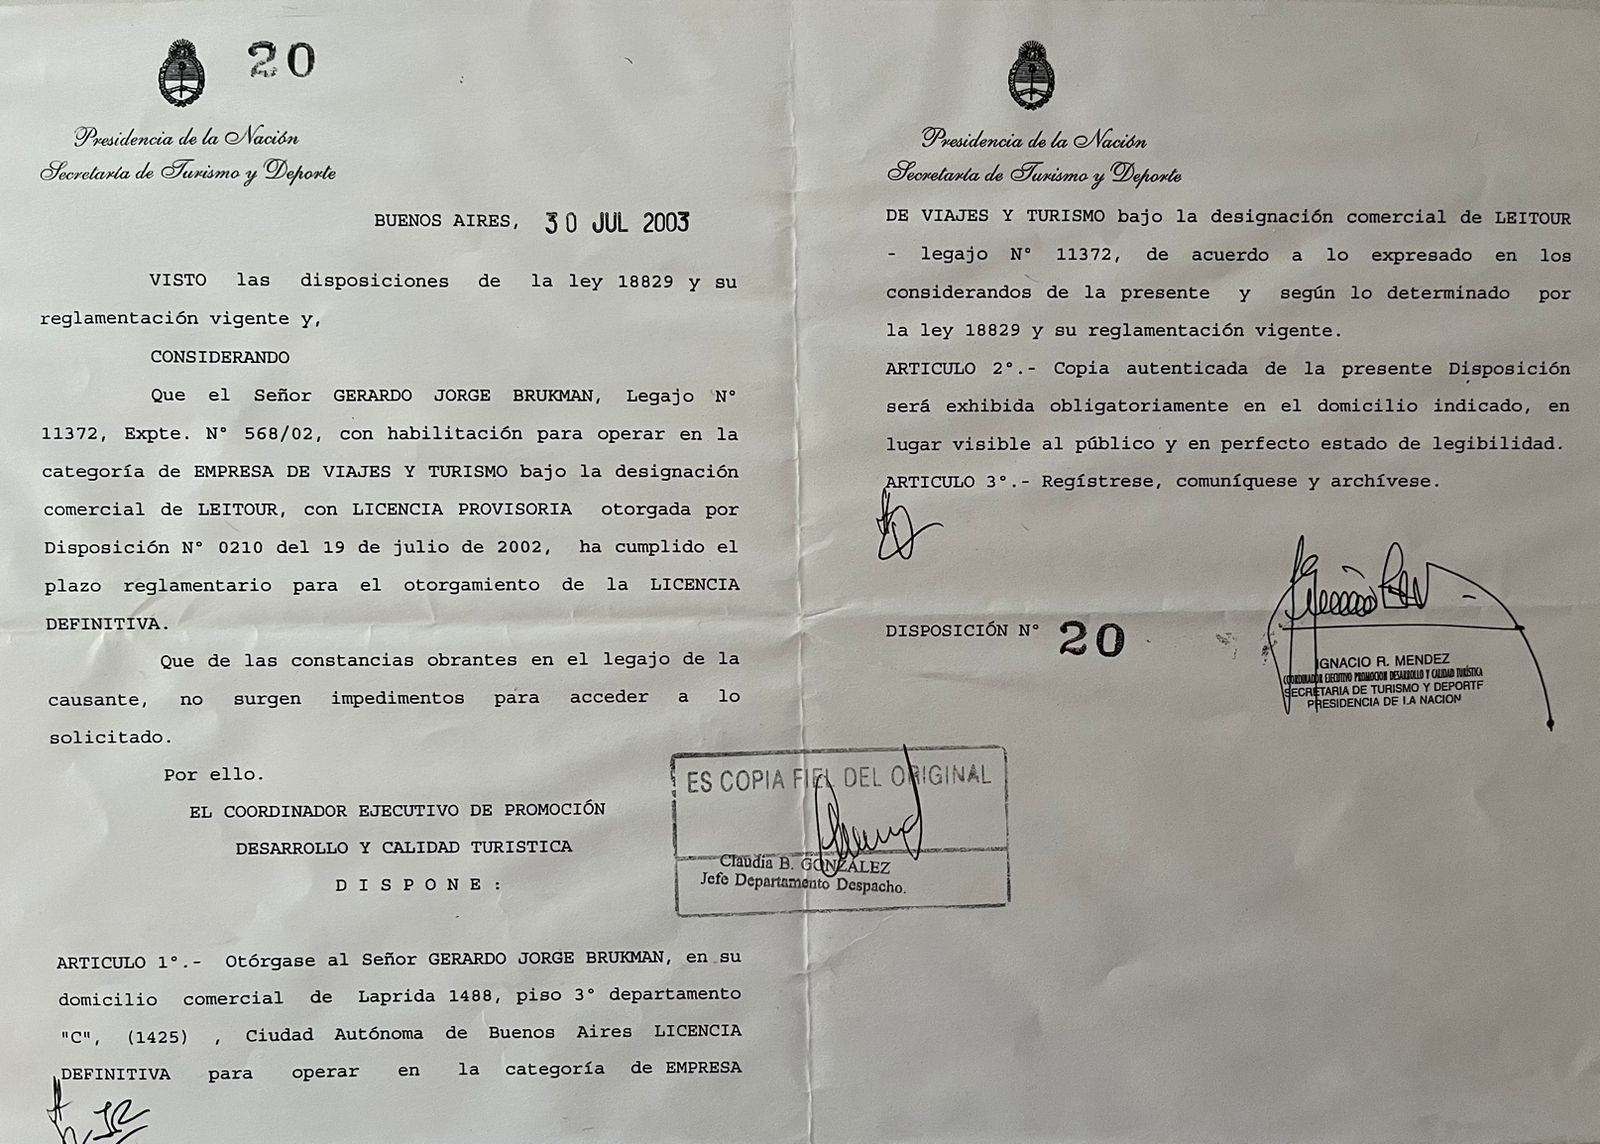 20
Presidencia de la Nación
Secretaría de Turismo y Deporte
BUENOS AIRES, 30 JUL 2003
VISTO las disposiciones de la ley 18829 y su
reglamentación vigente y,
CONSIDERANDO
Que el Señor GERARDO JORGE BRUKMAN, Legajo N°
11372, Expte. N° 568/02, con habilitación para operar en la
categoría de EMPRESA DE VIAJES Y TURISMO bajo la designación
comercial de LEITOUR, con LICENCIA PROVISORIA otorgada por
Disposición N° 0210 del 19 de julio de 2002, ha cumplido el
plazo reglamentario para el otorgamiento de la LICENCIA
DEFINITIVA.
Que de las constancias obrantes en el legajo de la
causante, no surgen impedimentos para acceder a lo
solicitado.
Por ello.
EL COORDINADOR EJECUTIVO DE PROMOCIÓN
DESARROLLO Y CALIDAD TURISTICA
D I S P O N E :
ARTICULO 1°.- Otórgase al Señor GERARDO JORGE BRUKMAN, en su
domicilio comercial de Laprida 1488, piso 3° departamento
"C", (1425) , Ciudad Autónoma de Buenos Aires LICENCIA
DEFINITIVA para operar en la categoría de EMPRESA
Presidencia de la Nación
Secretaría de Turismo y Deporte
DE VIAJES Y TURISMO bajo la designación comercial de LEITOUR
- legajo N° 11372, de acuerdo a lo expresado en los
considerandos de la presente y según lo determinado por
la ley 18829 y su reglamentación vigente.
ARTICULO 2°.- Copia autenticada de la presente Disposición
será exhibida obligatoriamente en el domicilio indicado, en
lugar visible al público y en perfecto estado de legibilidad.
ARTICULO 3°.- Regístrese, comuníquese y archívese.
DISPOSICIÓN N° 20
IGNACIO R. MENDEZ
COORDINADOR EJECUTIVO PROMOCION DESARROLLO Y CALIDAD TURÍSTICA
SECRETARIA DE TURISMO Y DEPORTE
PRESIDENCIA DE LA NACION
ES COPIA FIEL DEL ORIGINAL
Claudia B. GONZALEZ
Jefe Departamento Despacho.